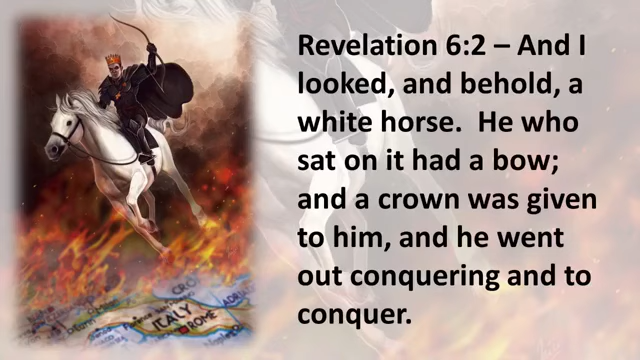 Revelation 6:2 – And I
looked, and behold, a
white horse.  He who
sat on it had a bow;
and a crown was given
to him, and he went
out conquering and to
conquer.
ITALY
ROME